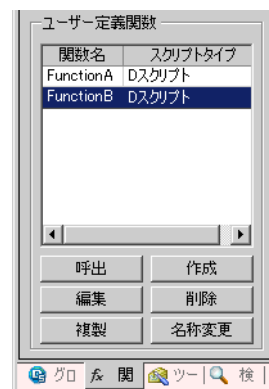 ユーザー定義関数
関数名 スクリプトタイプ
FunctionA Dスクリプト
FunctionB Dスクリプト
呼出 作成
編集 削除
複製 名称変更
グロ fx 関 ツー 検